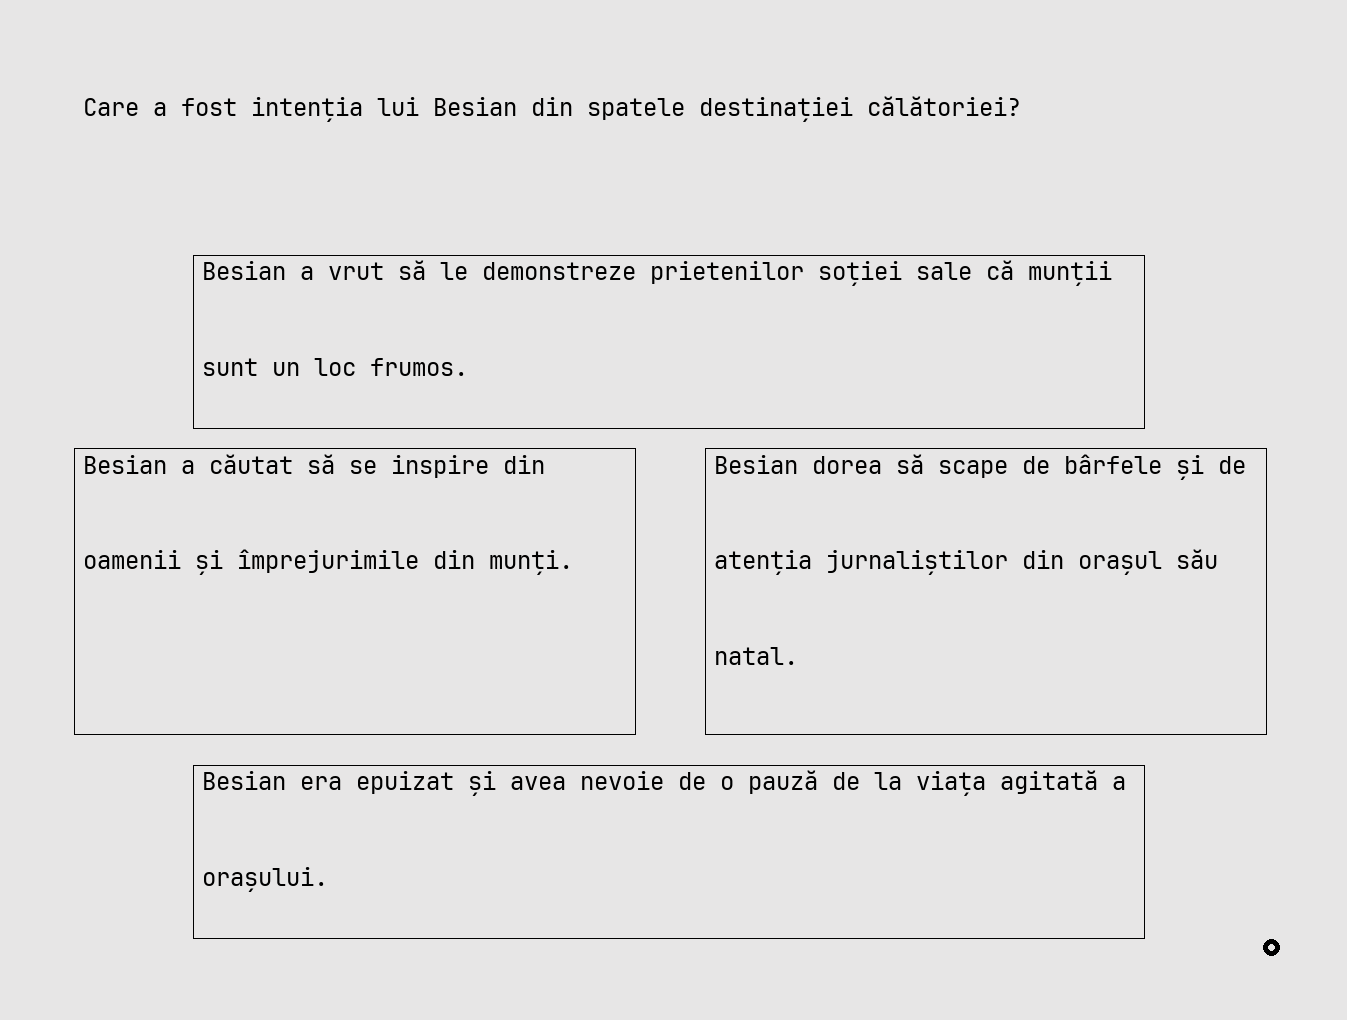 Care a fost intenția lui Besian din spatele destinației călătoriei?
Besian a vrut să le demonstreze prietenilor soției sale că munții
sunt un loc frumos.
Besian a căutat să se inspire din
oamenii și împrejurimile din munți.
Besian dorea să scape de bârfele și de
atenția jurnaliștilor din orașul său
natal.
Besian era epuizat și avea nevoie de o pauză de la viața agitată a
orașului.